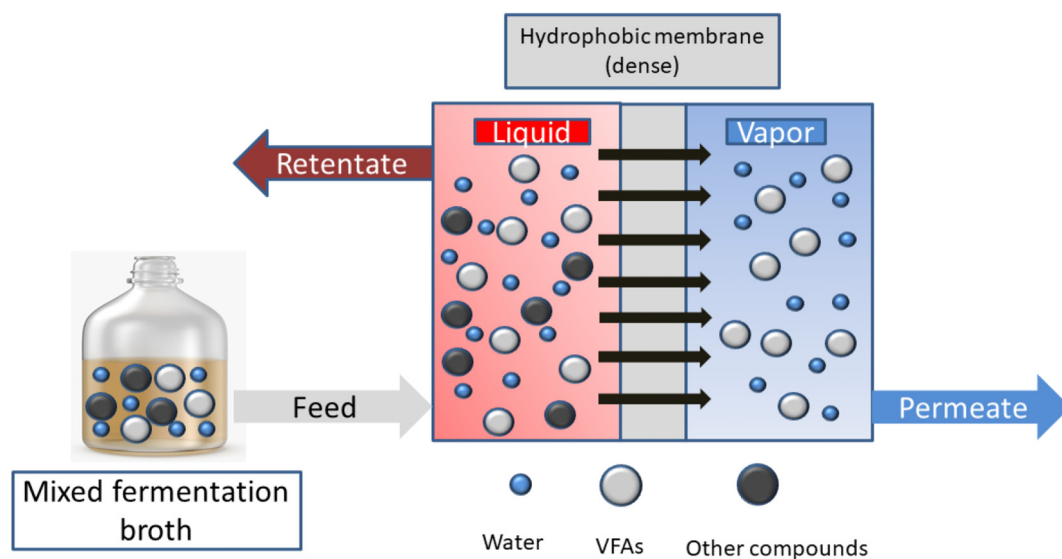 Hydrophobic membrane
(dense)
Liquid
Vapor
Retentate
Feed
Permeate
Mixed fermentation
broth
Water
VFAs
Other compounds